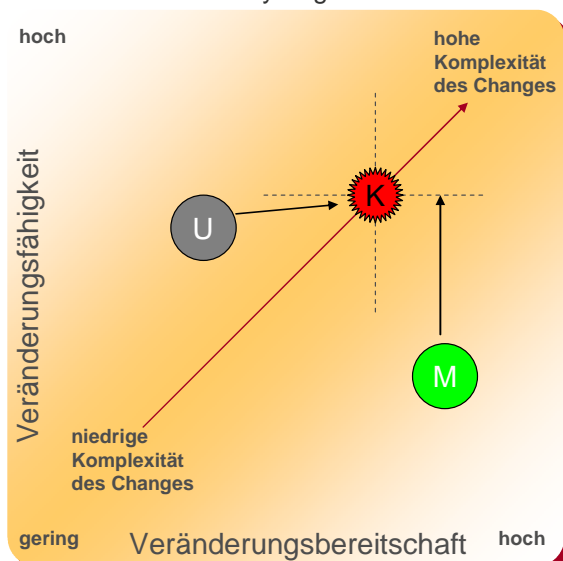 hoch
hohe
Komplexität
des Changes
Veränderungsfähigkeit
K
U
M
niedrige
Komplexität
des Changes
gering
Veränderungsbereitschaft
hoch